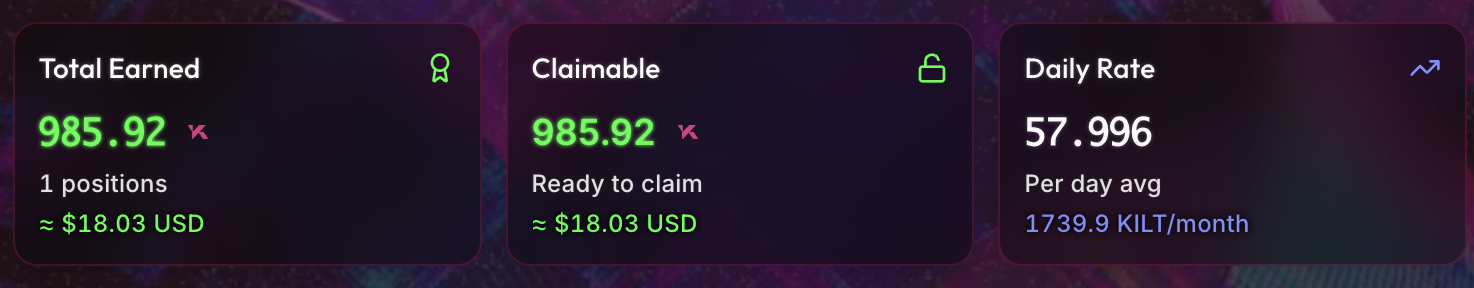 Total Earned
985.92
1 positions
≈ $18.03 USD
Claimable
985.92
Ready to claim
≈ $18.03 USD
Daily Rate
57.996
Per day avg
1739.9 KILT/month